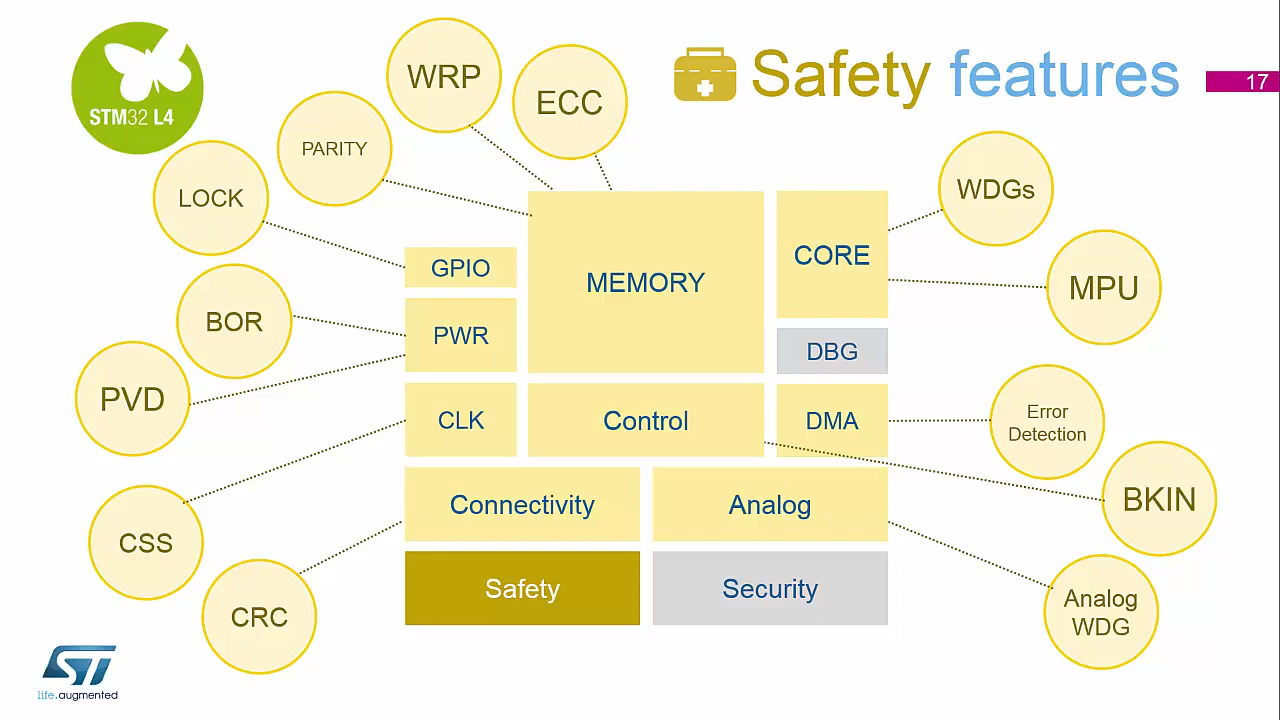 Safety features
17
STM32 L4
WRP
ECC
PARITY
LOCK
BOR
PVD
CSS
CRC
GPIO
PWR
CLK
MEMORY
Control
CORE
DBG
DMA
Connectivity
Analog
Safety
Security
WDGs
MPU
Error
Detection
BKIN
Analog
WDG
ST
life.augmented